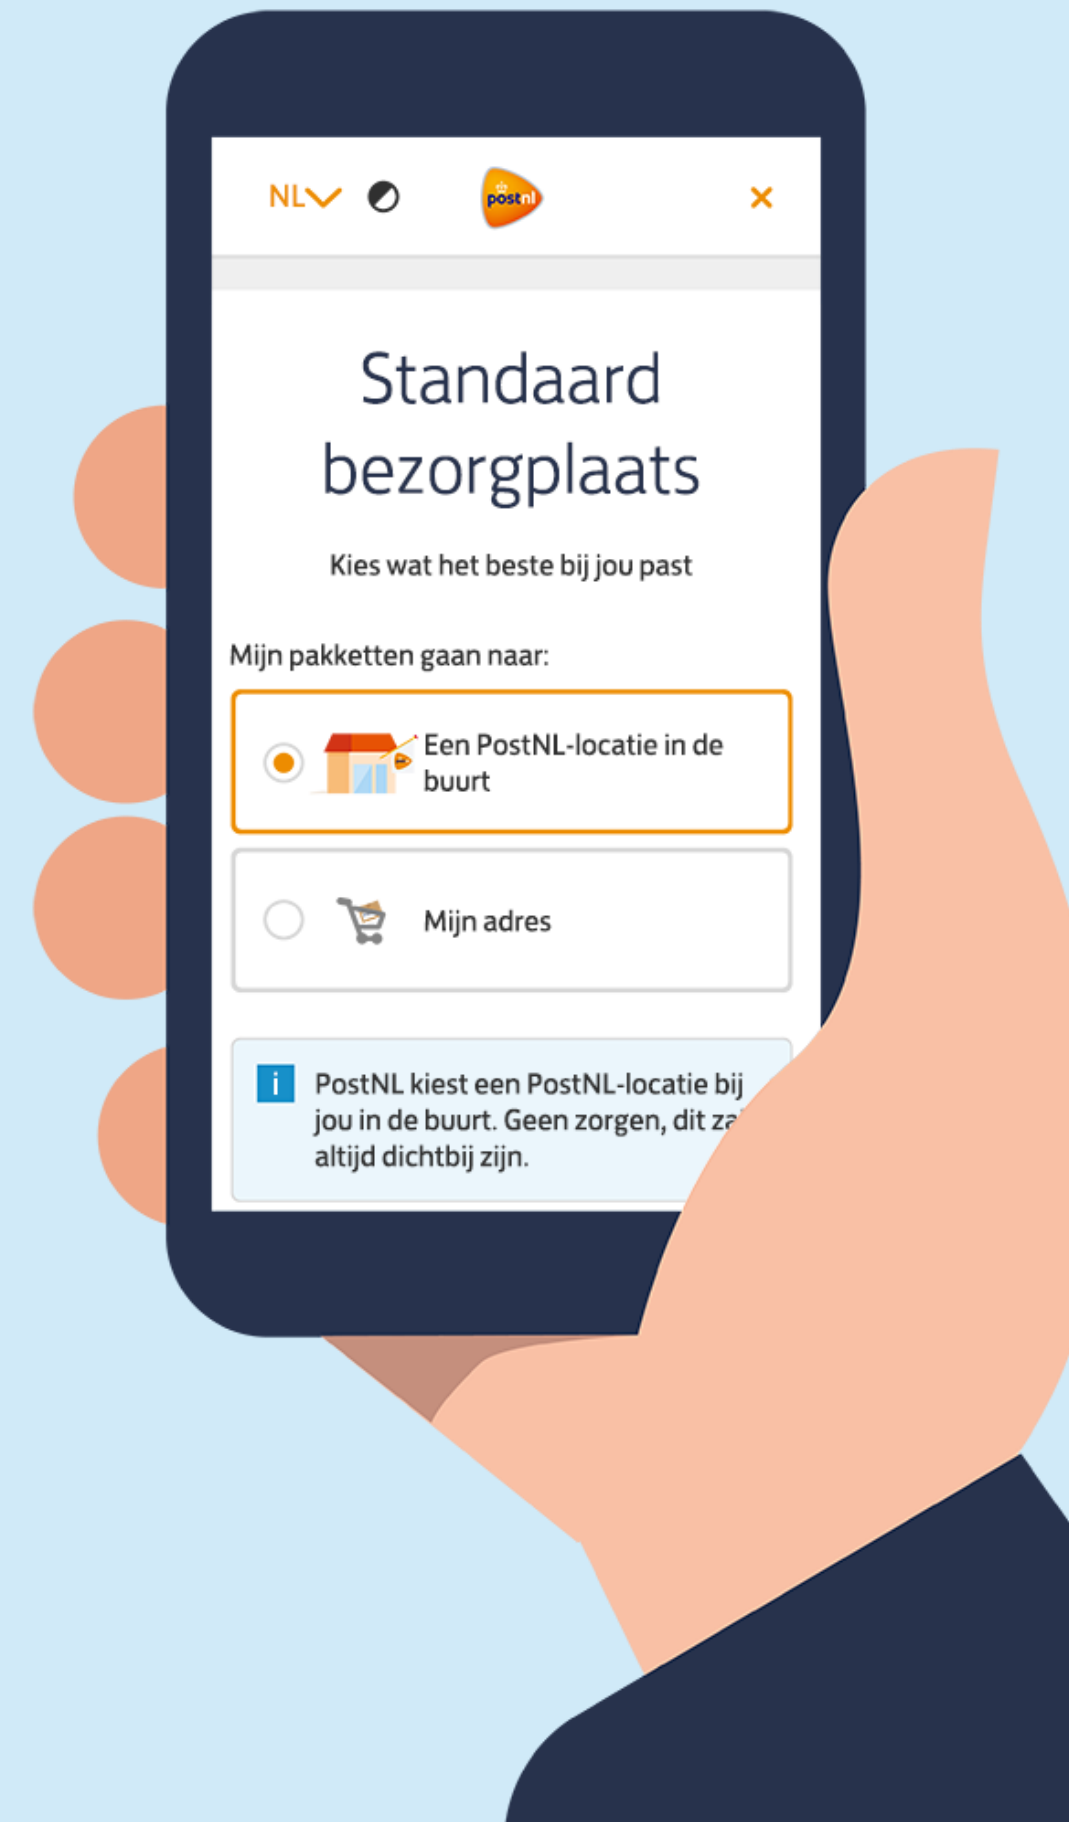 NL
postnl
Standaard
bezorgplaats
Kies wat het beste bij jou past
Mijn pakketten gaan naar:
Een PostNL-locatie in de
buurt
Mijn adres
i
PostNL kiest een PostNL-locatie bij
jou in de buurt. Geen zorgen, dit
altijd dichtbij zijn.